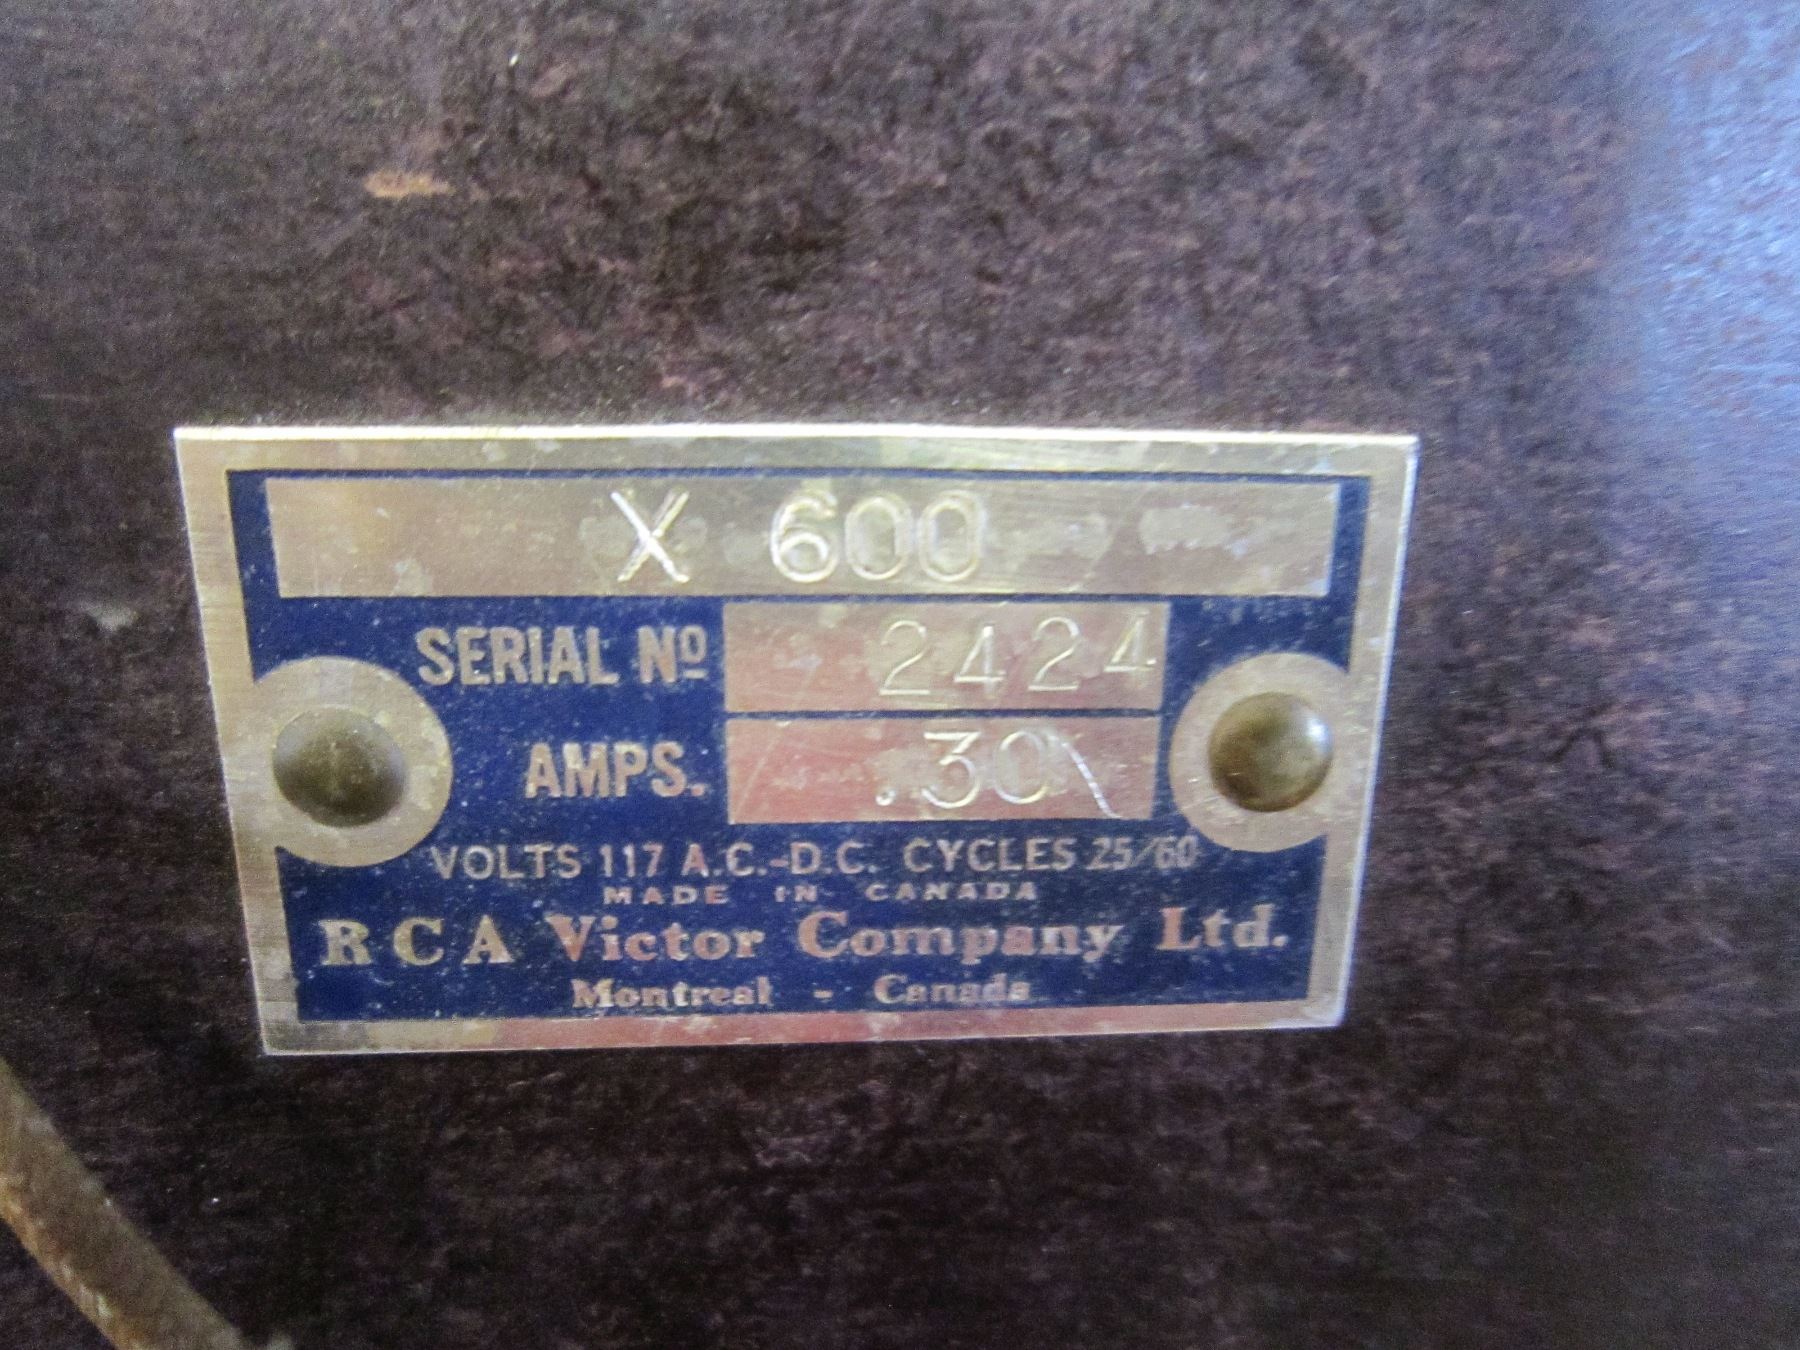 X 600
SERIAL Nº 2424
AMPS. .30
VOLTS 117 A.C.-D.C. CYCLES 25/60
MADE IN CANADA
RCA Victor Company Ltd.
Montreal - Canada